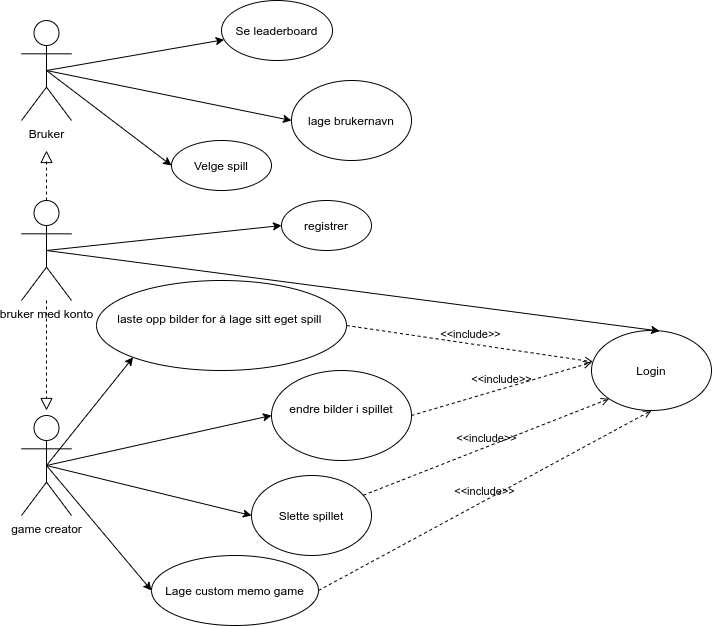 Se leaderboard
lage brukernavn
Bruker
Velge spill
registrer
bruker med konto
laste opp bilder for å lage sitt eget spill
<<include>>
Login
<<include>>
endre bilder i spillet
<<include>>
<<include>>
Slette spillet
game creator
Lage custom memo game